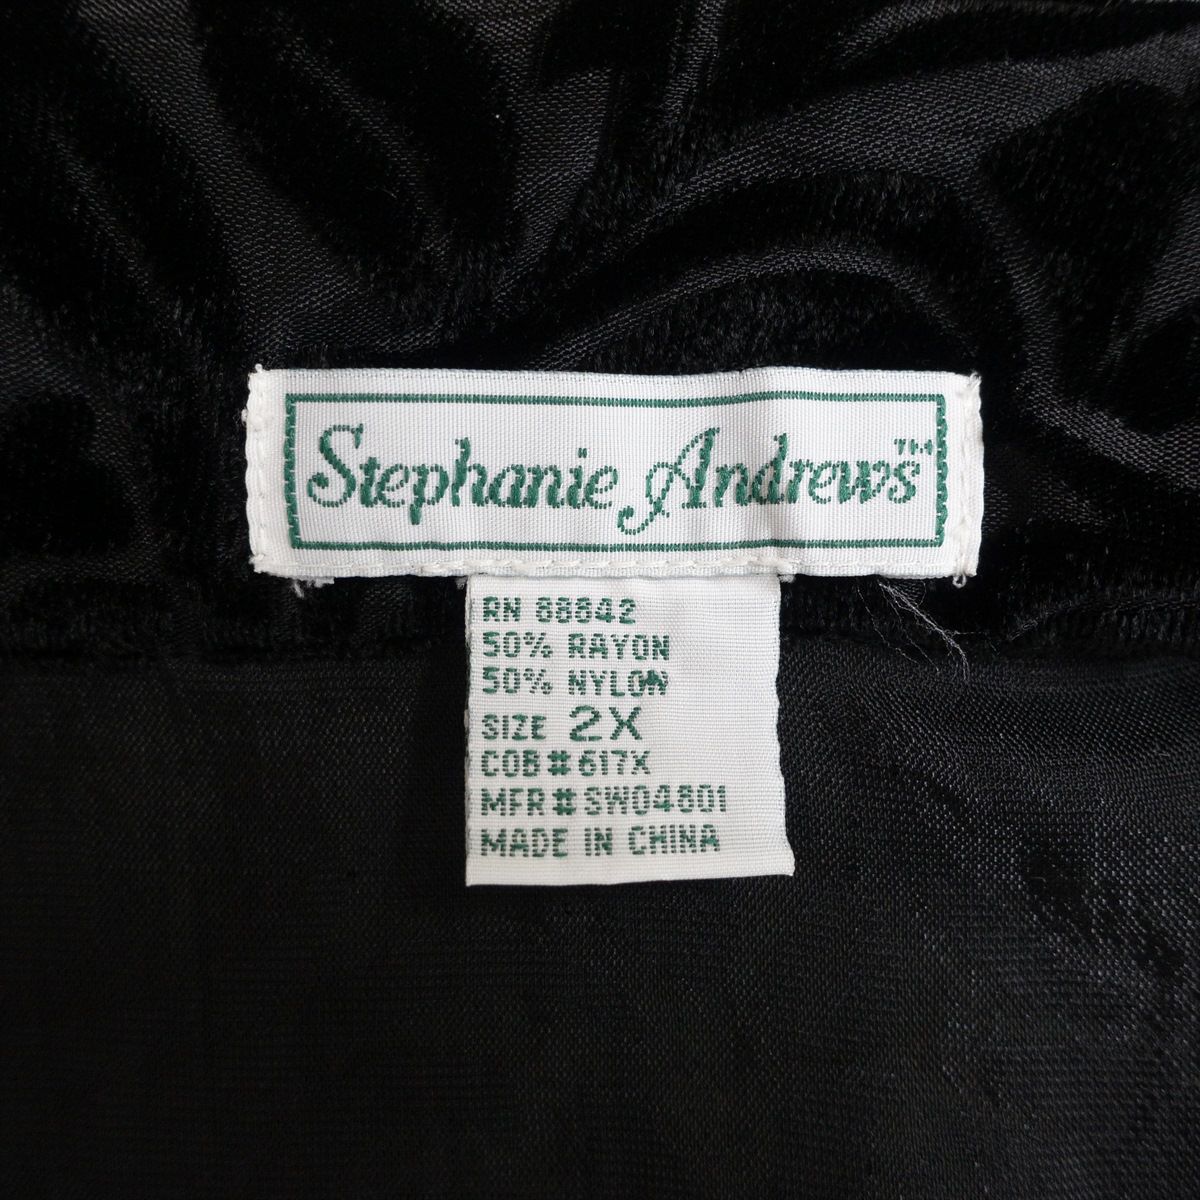 Stephanie Andrews™
RN 88842
50% RAYON
50% NYLON
SIZE 2X
COB # 617X
MFR # SW04801
MADE IN CHINA